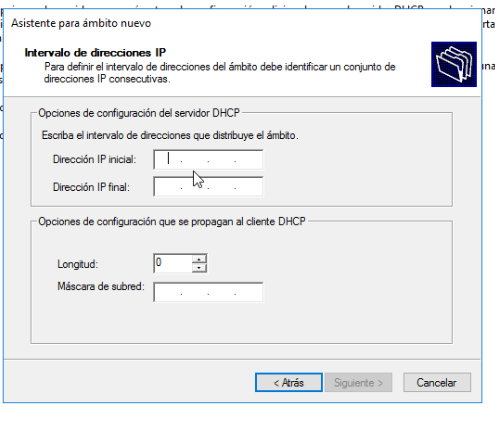 Asistente para ámbito nuevo
Intervalo de direcciones IP
Para definir el intervalo de direcciones del ámbito debe identificar un conjunto de
direcciones IP consecutivas.
Opciones de configuración del servidor DHCP
Escriba el intervalo de direcciones que distribuye el ámbito.
Dirección IP inicial:
Dirección IP final:
Opciones de configuración que se propagan al cliente DHCP
Longitud: 0
Máscara de subred:
< Atrás Siguiente > Cancelar